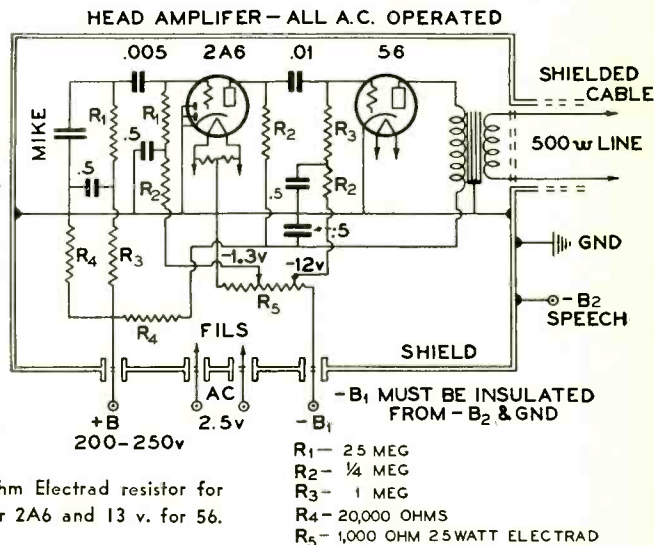 HEAD AMPLIFER – ALL A.C. OPERATED
.005
2A6
.01
56
SHIELDED
CABLE
MIKE
R1
R1
R2
R3
500 ω LINE
.5
.5
R2
.5
R2
R4
R3
.5
-1.3v
-12v
GND
R5
-B2
SPEECH
R4
FILS
SHIELD
AC
+B
2.5v
-B1
200-250v
-B1 MUST BE INSULATED
FROM -B2 & GND
hm Electrad resistor for
r 2A6 and 13 v. for 56.
R1— 25 MEG
R2— ¼ MEG
R3— 1 MEG
R4— 20,000 OHMS
R5— 1,000 OHM 25 WATT ELECTRAD